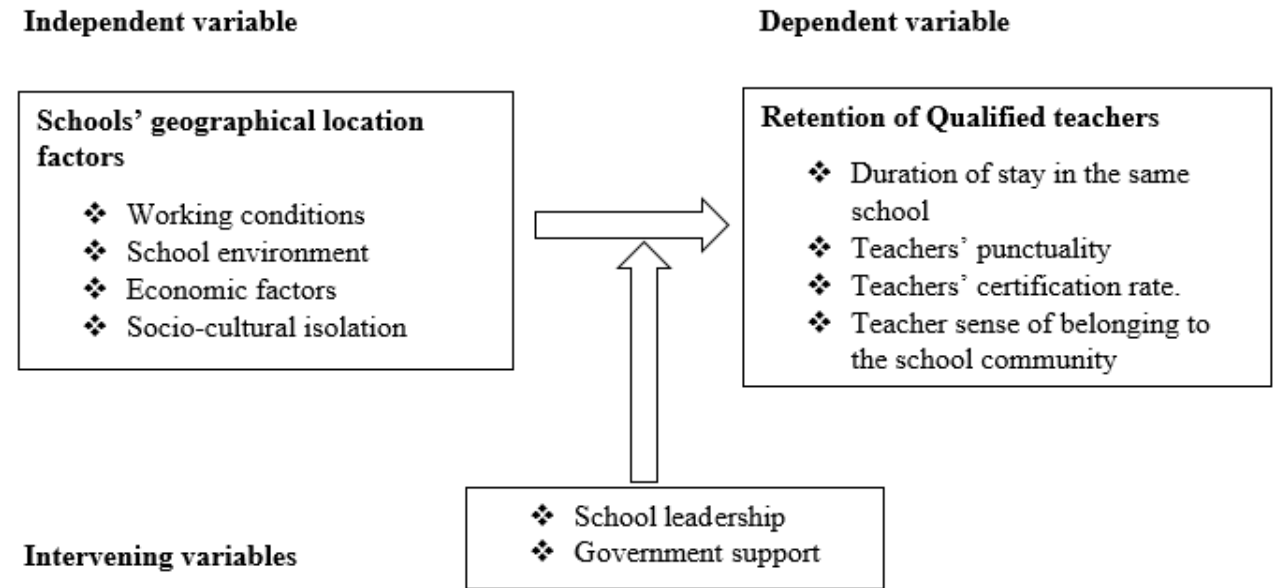 Independent variable
Dependent variable
Schools’ geographical location
factors
❖ Working conditions
❖ School environment
❖ Economic factors
❖ Socio-cultural isolation
Retention of Qualified teachers
❖ Duration of stay in the same
school
❖ Teachers’ punctuality
❖ Teachers’ certification rate.
❖ Teacher sense of belonging to
the school community
❖ School leadership
❖ Government support
Intervening variables